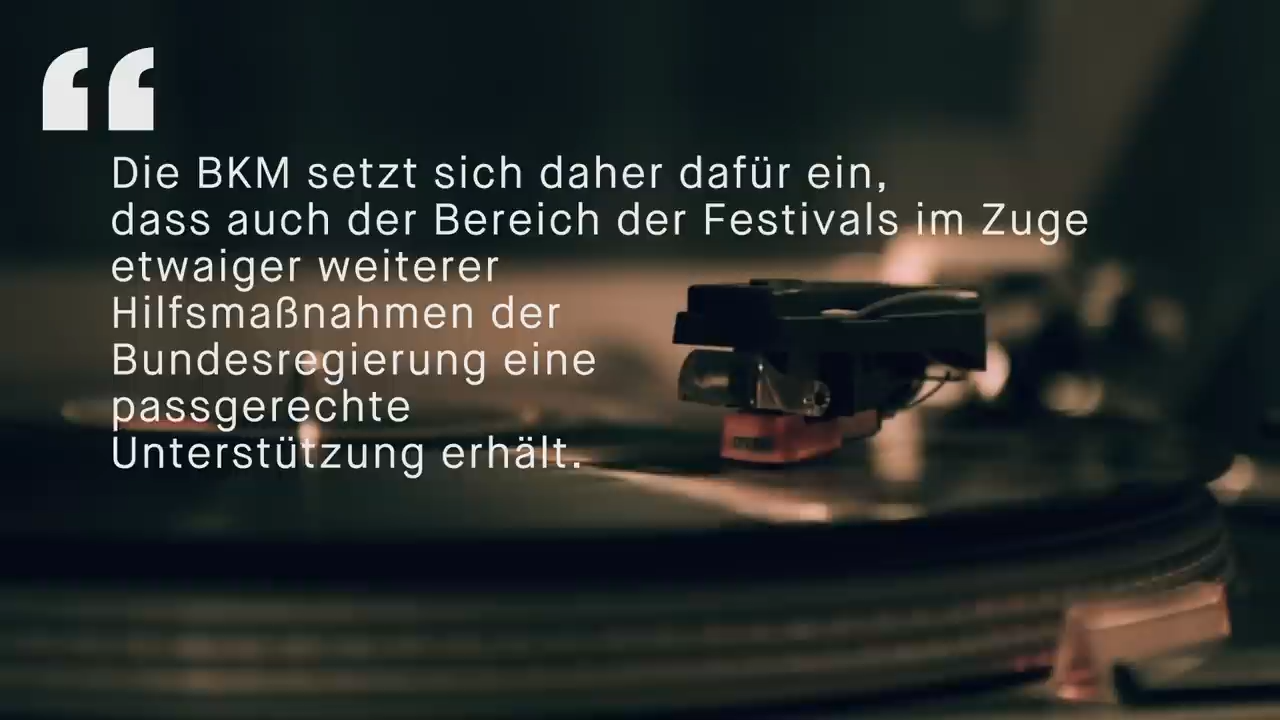 “
Die BKM setzt sich daher dafür ein,
dass auch der Bereich der Festivals im Zuge
etwaiger weiterer
Hilfsmaßnahmen der
Bundesregierung eine
passgerechte
Unterstützung erhält.